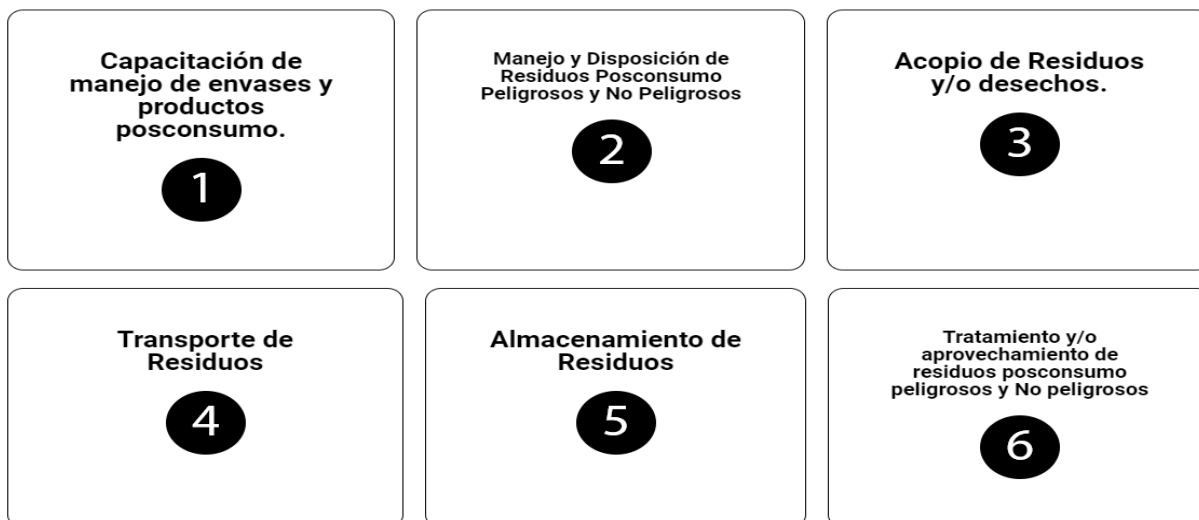 Capacitación de
manejo de envases y
productos
posconsumo.
1
Manejo y Disposición de
Residuos Posconsumo
Peligrosos y No Peligrosos
2
Acopio de Residuos
y/o desechos.
3
Transporte de
Residuos
4
Almacenamiento de
Residuos
5
Tratamiento y/o
aprovechamiento de
residuos posconsumo
peligrosos y No peligrosos
6